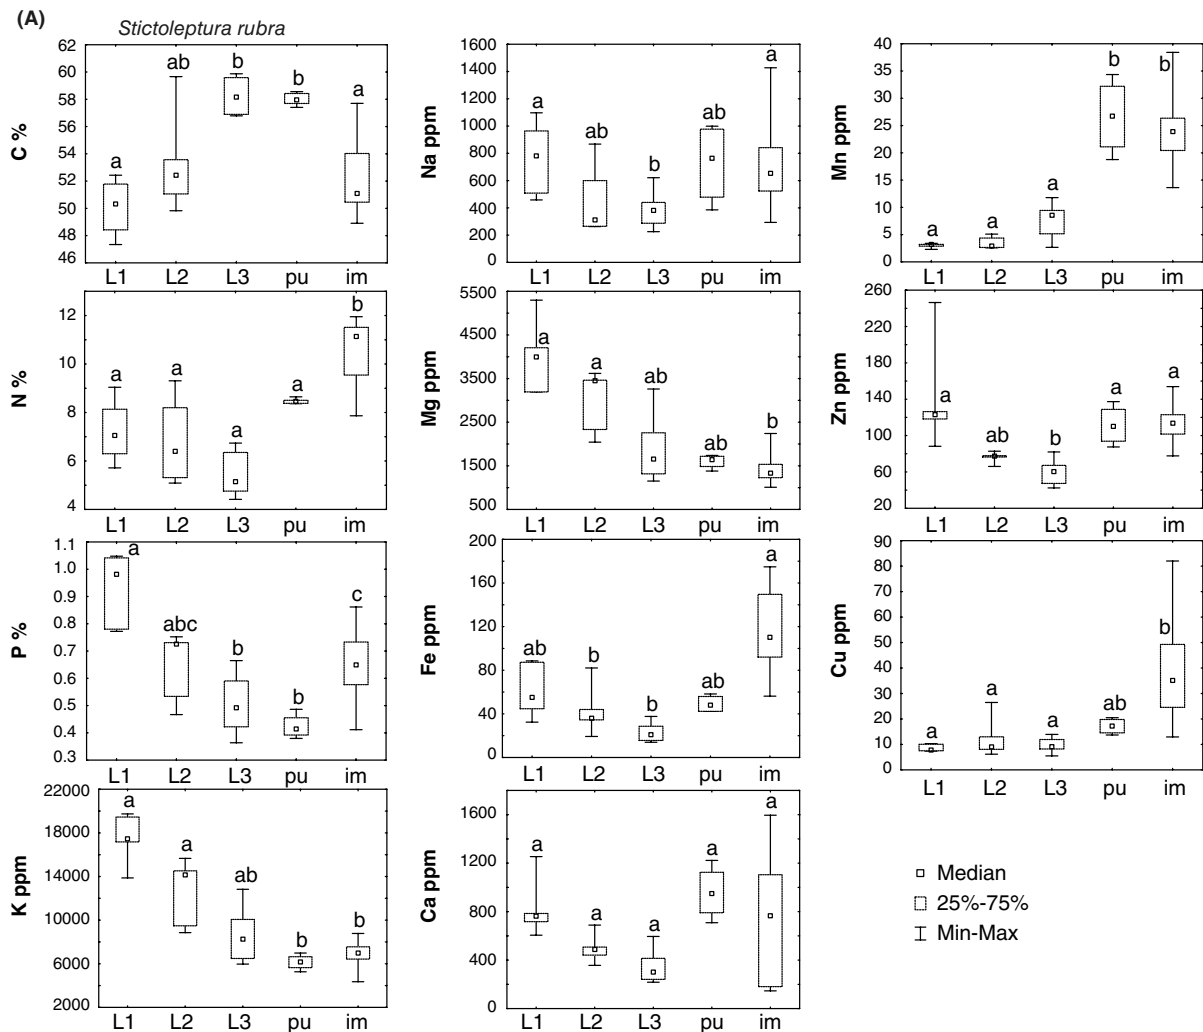 (A)
Stictoleptura rubra
C %
62
60
58
56
54
52
50
48
46
a
ab
b
b
a
L1 L2 L3 pu im
Na ppm
1600
1400
1200
1000
800
600
400
200
0
a
ab
b
ab
a
L1 L2 L3 pu im
Mn ppm
40
35
30
25
20
15
10
5
0
a
a
a
b
b
L1 L2 L3 pu im
N %
12
10
8
6
4
a
a
a
a
b
L1 L2 L3 pu im
Mg ppm
5500
4500
3500
2500
1500
500
a
a
ab
ab
b
L1 L2 L3 pu im
Zn ppm
260
220
180
140
100
60
20
a
ab
b
a
a
L1 L2 L3 pu im
P %
1.1
1.0
0.9
0.8
0.7
0.6
0.5
0.4
0.3
a
abc
b
b
c
L1 L2 L3 pu im
Fe ppm
200
160
120
80
40
0
ab
b
b
ab
a
L1 L2 L3 pu im
Cu ppm
90
80
70
60
50
40
30
20
10
0
a
a
a
ab
b
L1 L2 L3 pu im
K ppm
22000
18000
14000
10000
6000
2000
a
a
ab
b
b
L1 L2 L3 pu im
Ca ppm
1600
1200
800
400
0
a
a
a
a
a
L1 L2 L3 pu im
Median
25%-75%
Min-Max